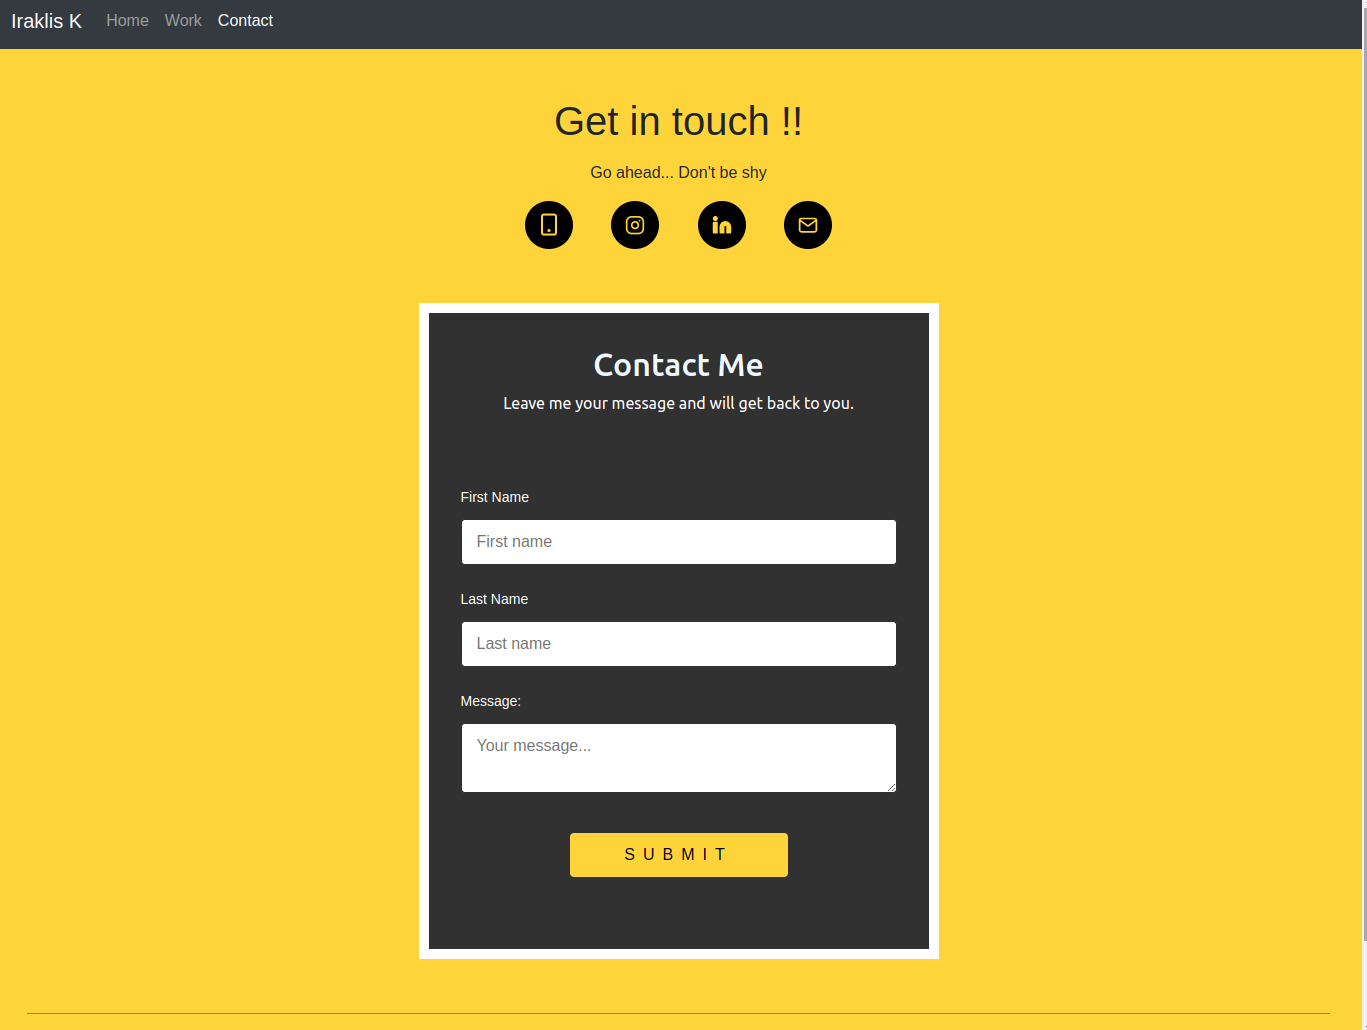 Iraklis K Home Work Contact
Get in touch !!
Go ahead... Don't be shy
Contact Me
Leave me your message and will get back to you.
First Name
First name
Last Name
Last name
Message:
Your message...
SUBMIT